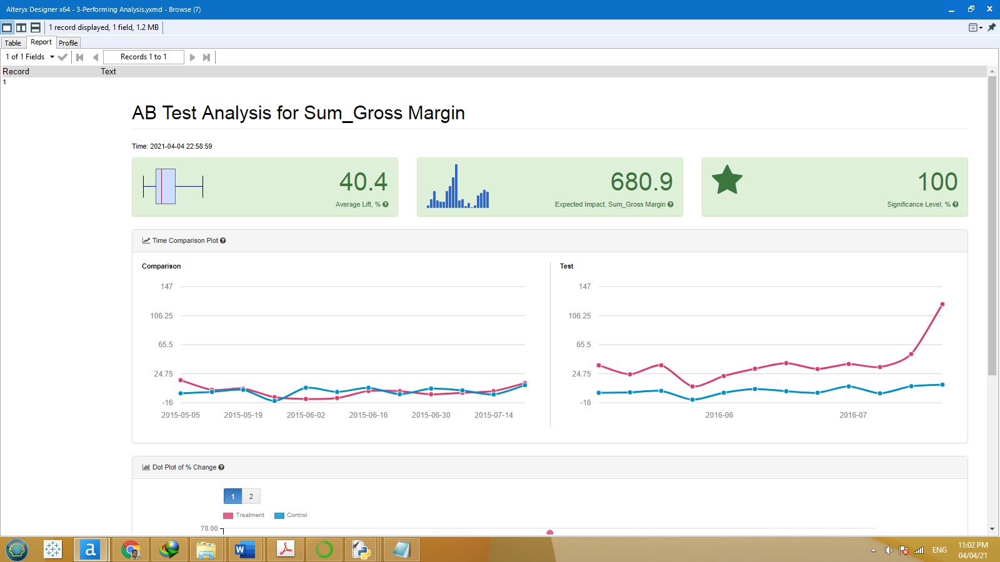 Alteryx Designer x64 - 3-Performing Analysis.yxmd - Browse (7)
1 record displayed, 1 field, 1.2 MB
Table Report Profile
1 of 1 Fields Records 1 to 1
Record Text
1
AB Test Analysis for Sum_Gross Margin
Time: 2021-04-04 22:58:59
40.4
Average Lift, %
680.9
Expected Impact, Sum_Gross Margin
100
Significance Level, %
Time Comparison Plot
Comparison
147
106.25
65.5
24.75
-16
2015-05-05 2015-05-19 2015-06-02 2015-06-16 2015-06-30 2015-07-14
Test
147
106.25
65.5
24.75
-16
2016-06 2016-07
Dot Plot of % Change
1 2
Treatment Control
70.00
ENG
11:02 PM
04/04/21